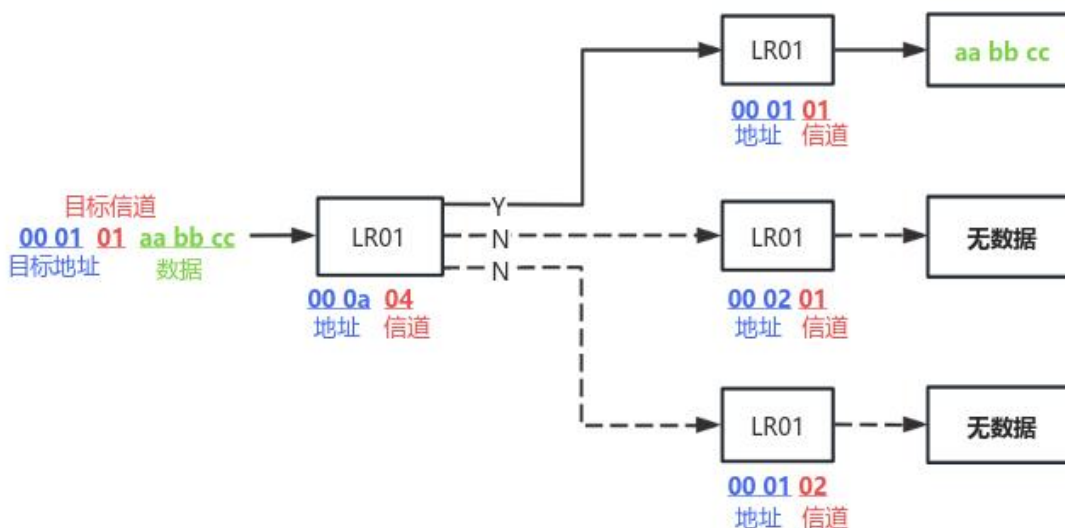 目标信道
00 01 01 aa bb cc
目标地址 数据
LR01
00 0a 04
地址 信道
Y
N
N
LR01
00 01 01
地址 信道
aa bb cc
LR01
00 02 01
地址 信道
无数据
LR01
00 01 02
地址 信道
无数据